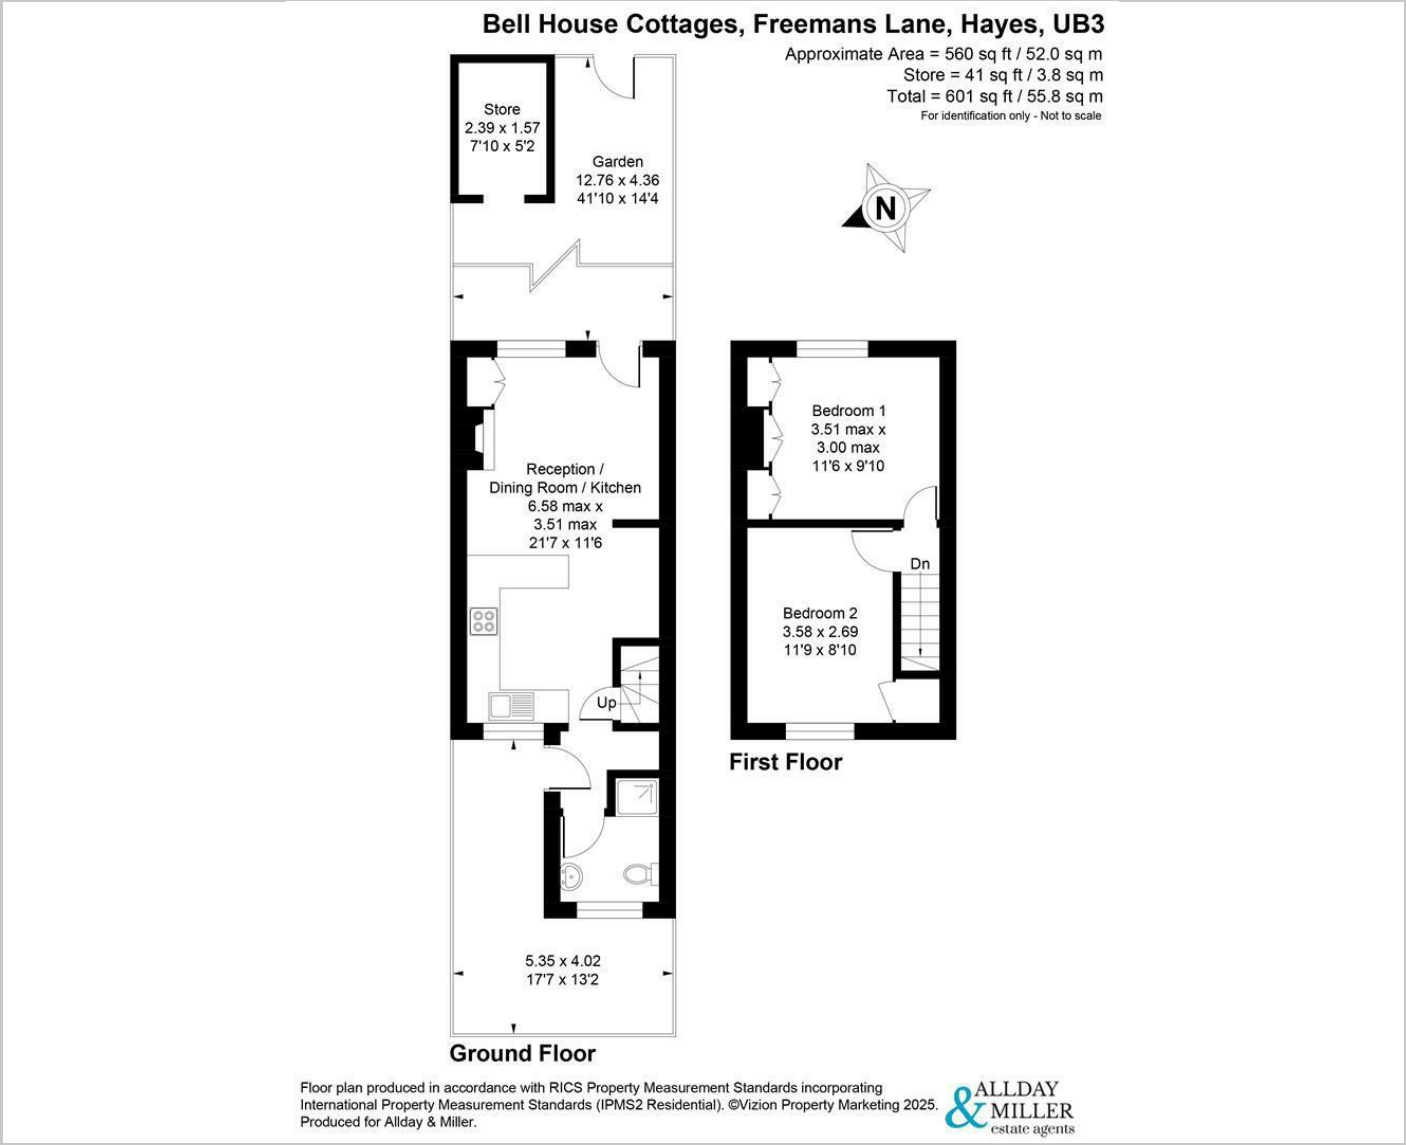 Bell House Cottages, Freemans Lane, Hayes, UB3
Approximate Area = 560 sq ft / 52.0 sq m
Store = 41 sq ft / 3.8 sq m
Total = 601 sq ft / 55.8 sq m
For identification only - Not to scale
Store
2.39 x 1.57
7'10 x 5'2
Garden
12.76 x 4.36
41'10 x 14'4
N
Reception /
Dining Room / Kitchen
6.58 max x
3.51 max
21'7 x 11'6
Up
5.35 x 4.02
17'7 x 13'2
Ground Floor
Bedroom 1
3.51 max x
3.00 max
11'6 x 9'10
Dn
Bedroom 2
3.58 x 2.69
11'9 x 8'10
First Floor
Floor plan produced in accordance with RICS Property Measurement Standards incorporating
International Property Measurement Standards (IPMS2 Residential). ©Vizion Property Marketing 2025.
Produced for Allday & Miller.
ALLDAY
& MILLER
estate agents